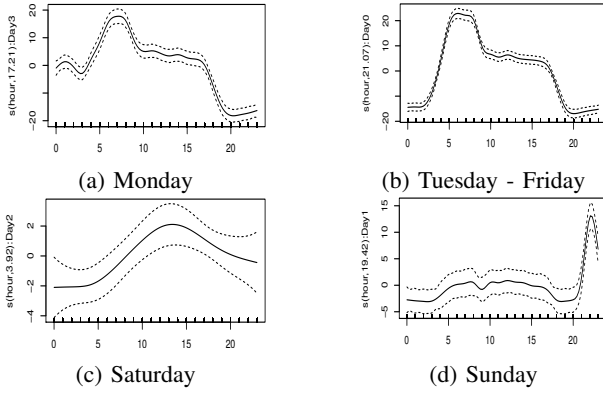 s(hour,17.21):Day3
20
10
0
−20
0 5 10 15 20
(a) Monday
s(hour,21.07):Day0
20
10
0
−20
0 5 10 15 20
(b) Tuesday - Friday
s(hour,3.92):Day2
2
0
−2
−4
0 5 10 15 20
(c) Saturday
s(hour,19.42):Day1
15
10
5
0
−5
0 5 10 15 20
(d) Sunday